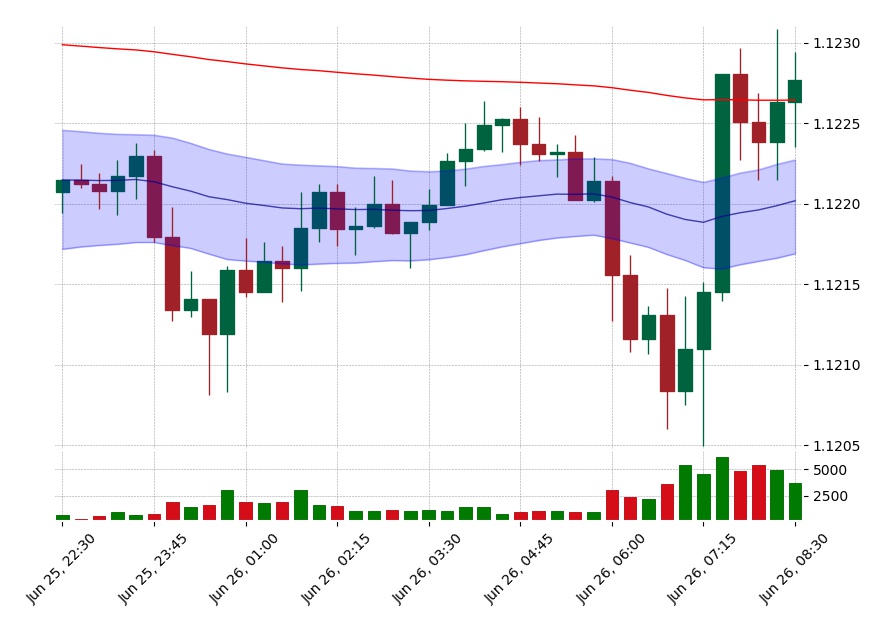 1.1230
1.1225
1.1220
1.1215
1.1210
1.1205
5000
2500
Jun 25, 22:30
Jun 25, 23:45
Jun 26, 01:00
Jun 26, 02:15
Jun 26, 03:30
Jun 26, 04:45
Jun 26, 06:00
Jun 26, 07:15
Jun 26, 08:30